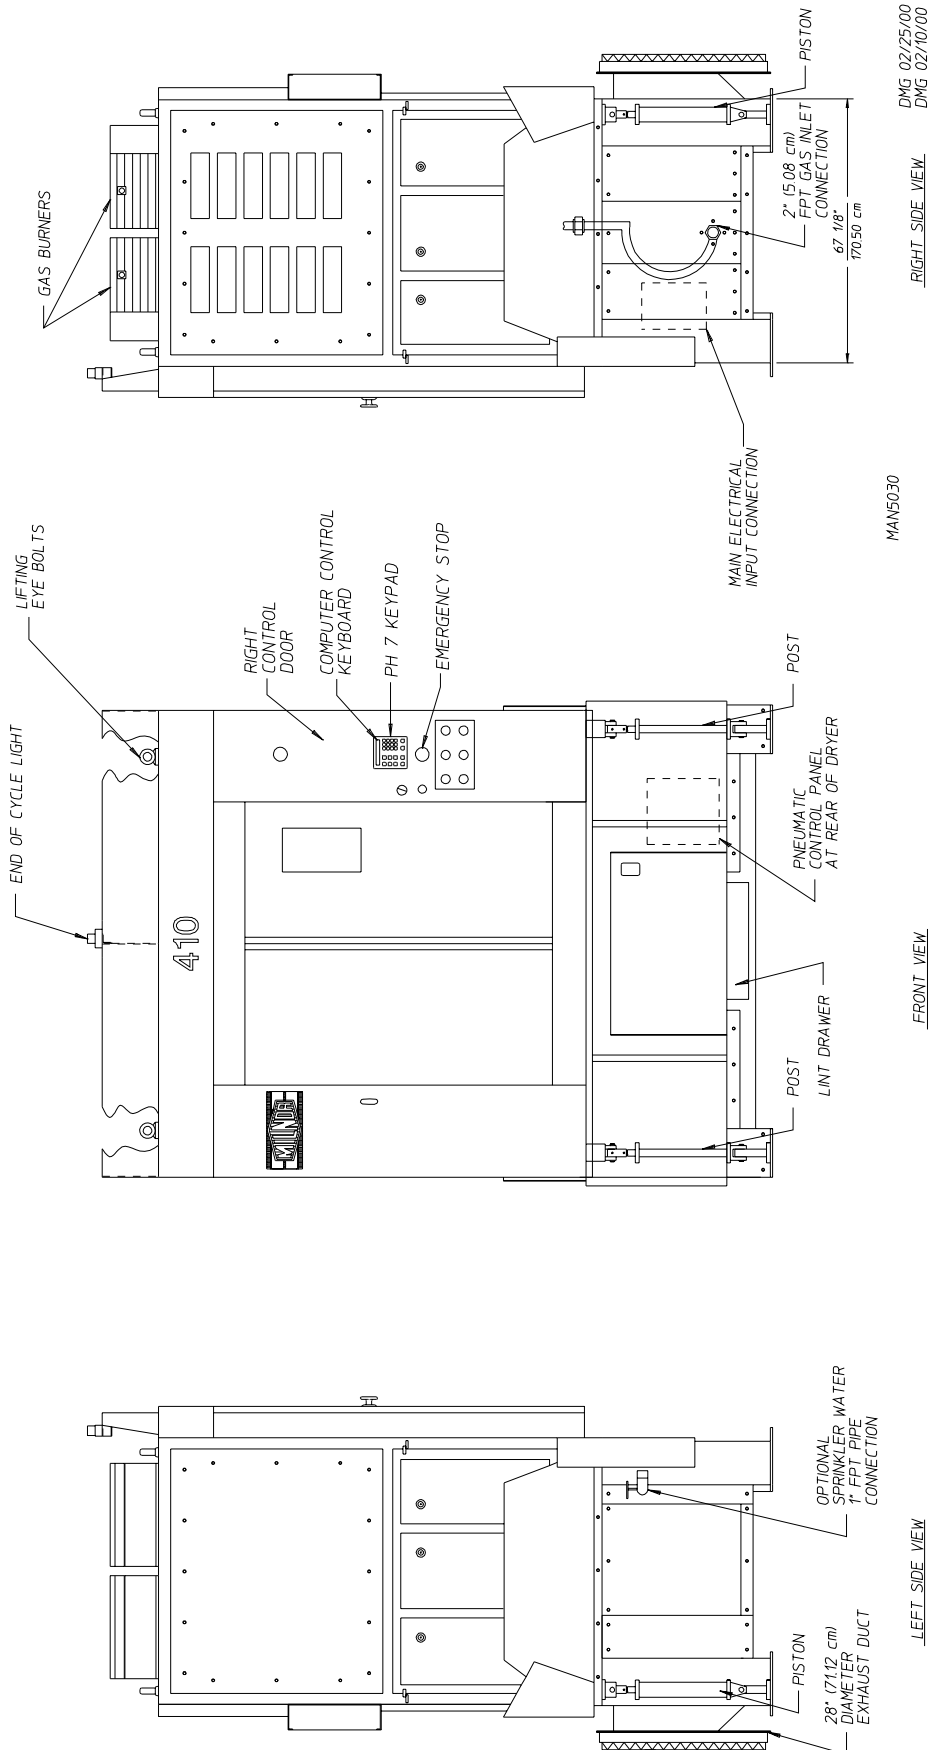 OPTIONAL
SPRINKLER WATER
1" FPT PIPE
CONNECTION
PISTON
28" (71.12 cm)
DIAMETER
EXHAUST DUCT
LEFT SIDE VIEW
END OF CYCLE LIGHT
LIFTING
EYE BOLTS
410
MILNOR
RIGHT
CONTROL
DOOR
COMPUTER CONTROL
KEYBOARD
PH 7 KEYPAD
EMERGENCY STOP
POST
LINT DRAWER
PNEUMATIC
CONTROL PANEL
AT REAR OF DRYER
POST
FRONT VIEW
GAS BURNERS
MAIN ELECTRICAL
INPUT CONNECTION
2" (5.08 cm)
FPT GAS INLET
CONNECTION
PISTON
67 1/8"
170.50 cm
RIGHT SIDE VIEW
MAN5030
DMG 02/25/00
DMG 02/10/00